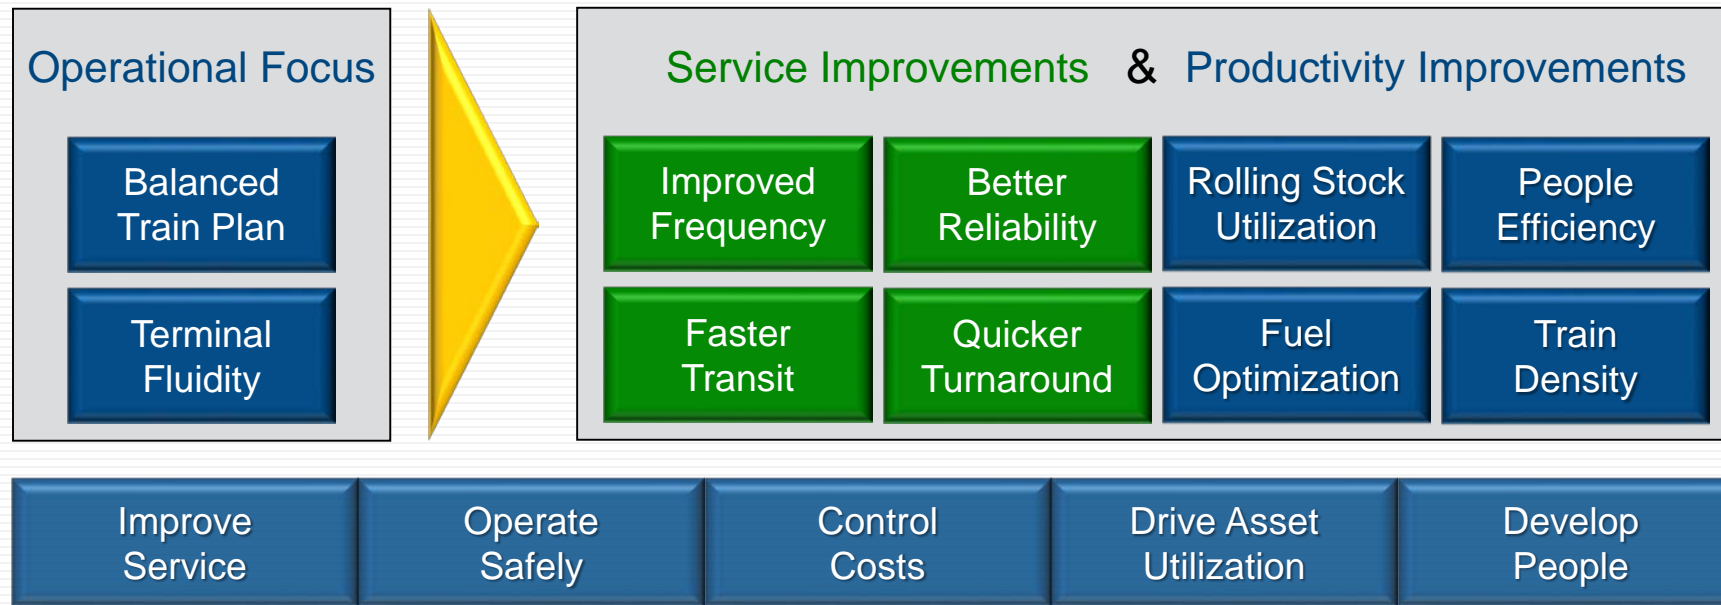 Operational Focus
Balanced
Train Plan
Terminal
Fluidity
Service Improvements & Productivity Improvements
Improved
Frequency
Better
Reliability
Rolling Stock
Utilization
People
Efficiency
Faster
Transit
Quicker
Turnaround
Fuel
Optimization
Train
Density
Improve
Service
Operate
Safely
Control
Costs
Drive Asset
Utilization
Develop
People